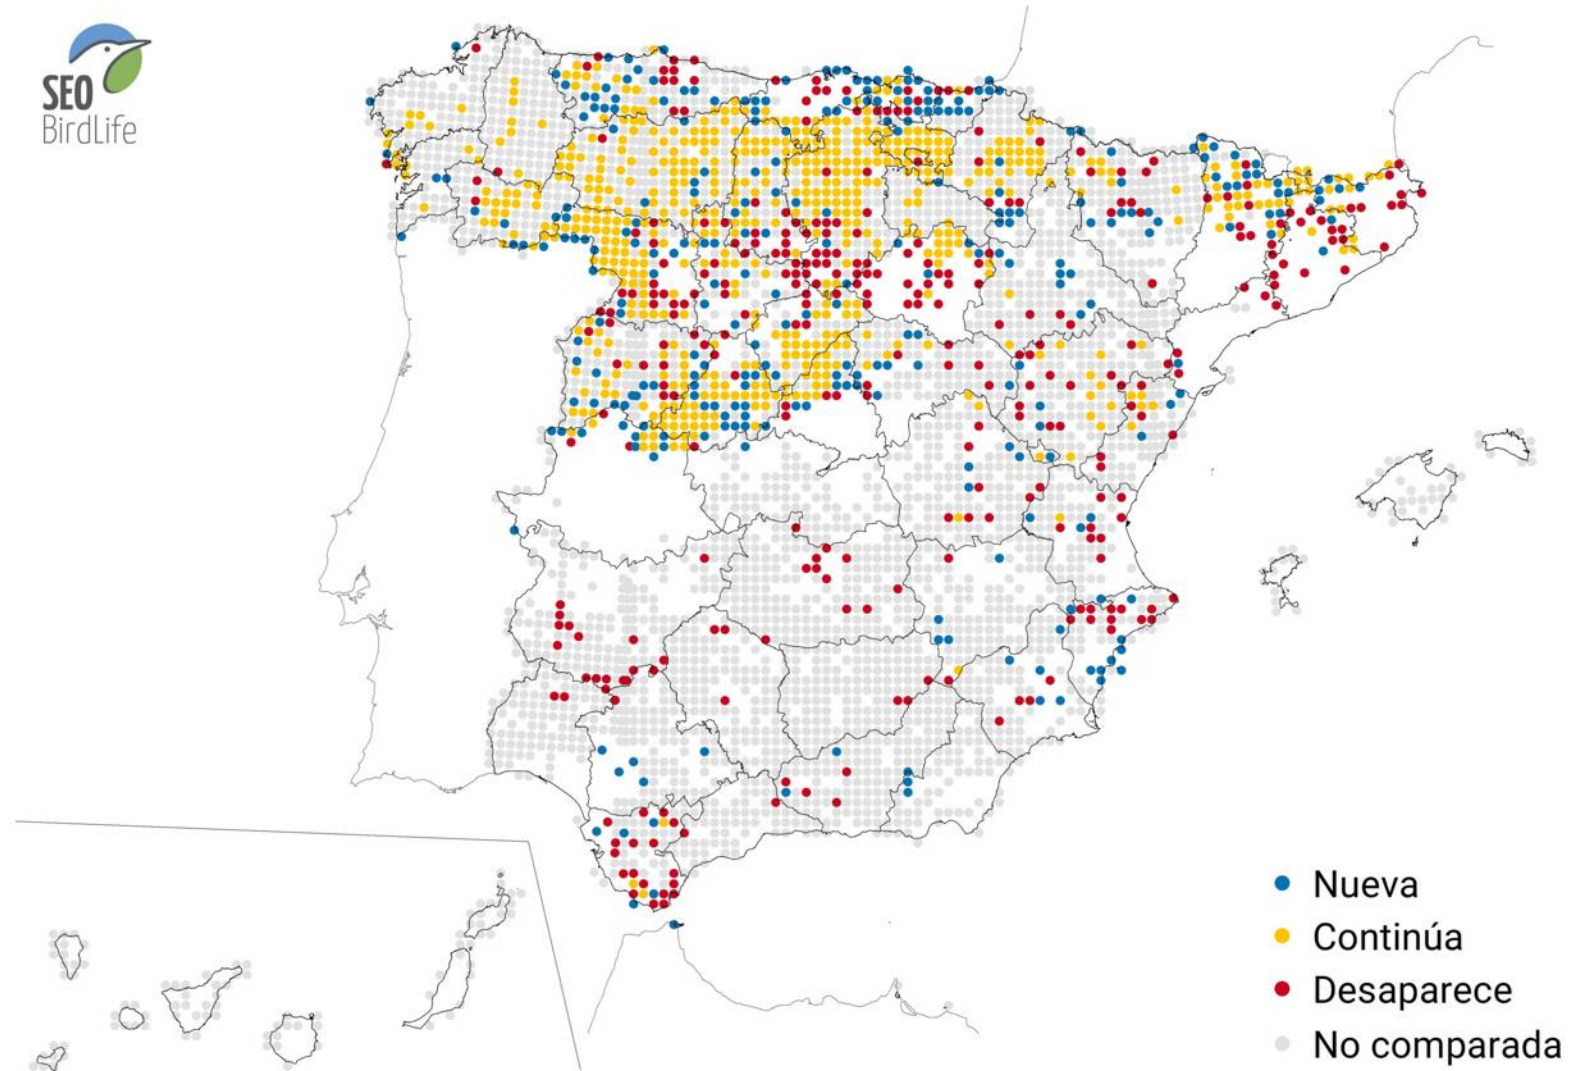 SEO
BirdLife
Nueva
Continúa
Desaparece
No comparada